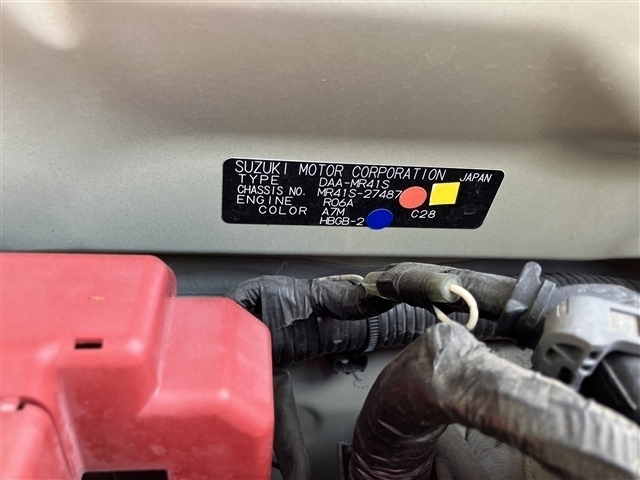 SUZUKI MOTOR CORPORATION JAPAN
TYPE DAA-MR41S
CHASSIS NO. MR41S-27487
ENGINE R06A
COLOR A7M C28
HBGB-2